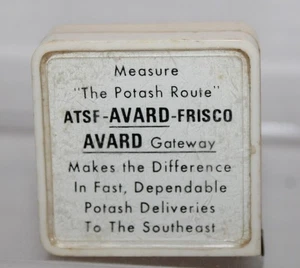 Measure
"The Potash Route"
ATSF-AVARD-FRISCO
AVARD Gateway
Makes the Difference
In Fast, Dependable
Potash Deliveries
To The Southeast